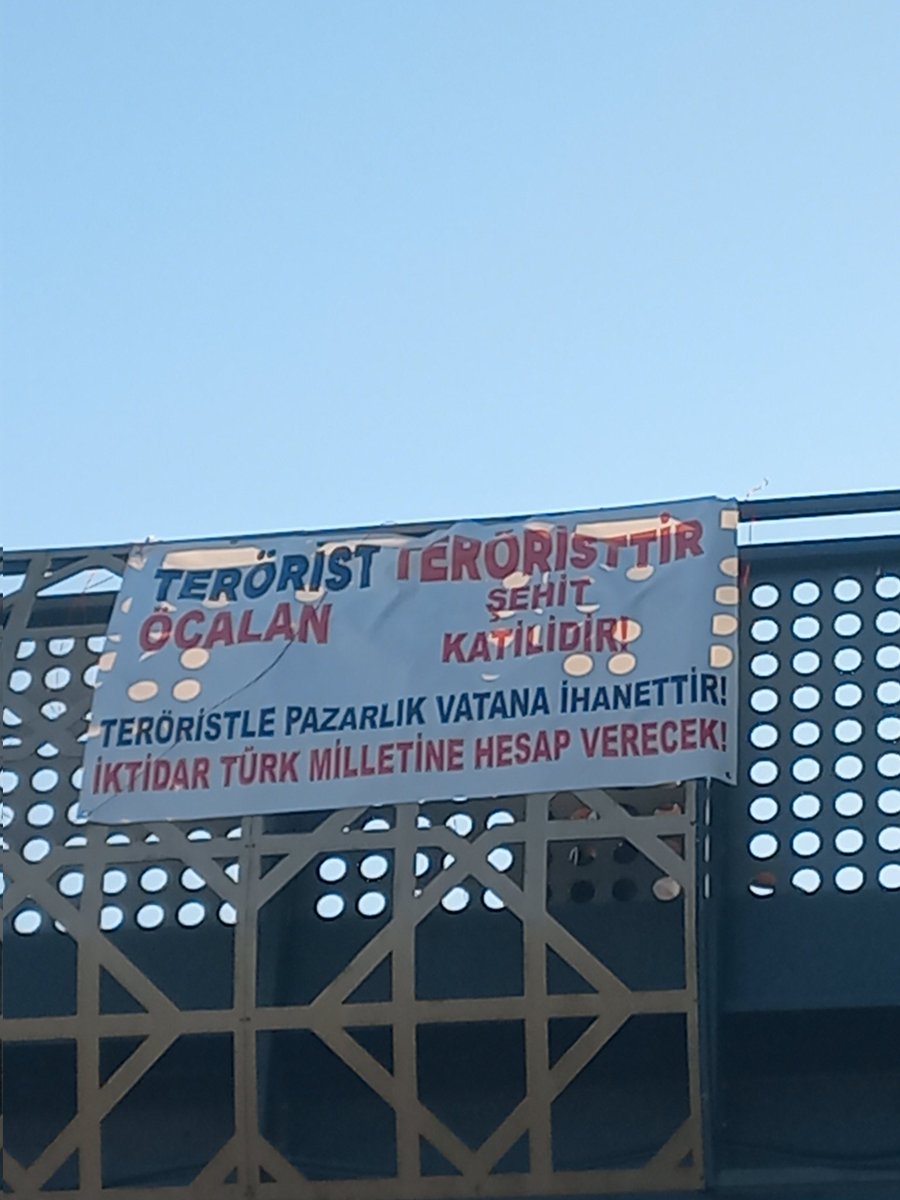 TERÖRİST TERÖRİSTTİR
ÖCALAN ŞEHİT
KATİLİDİR!
TERÖRİSTLE PAZARLIK VATANA İHANETTİR!
İKTİDAR TÜRK MİLLETİNE HESAP VERECEK!